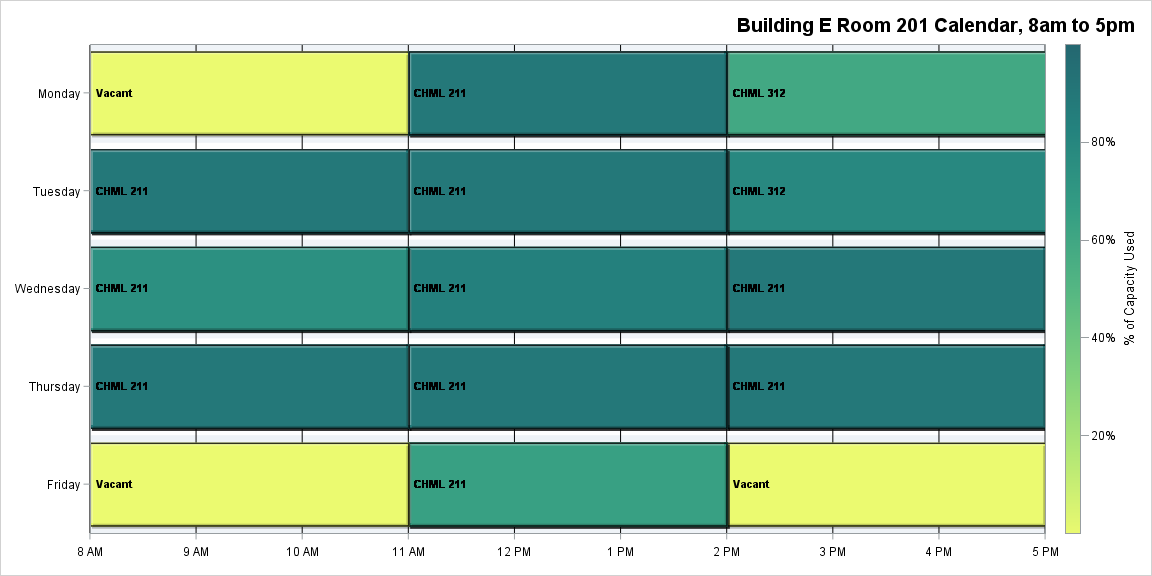 Building E Room 201 Calendar, 8am to 5pm
Monday
Vacant
CHML 211
CHML 312
Tuesday
CHML 211
CHML 211
CHML 312
Wednesday
CHML 211
CHML 211
CHML 211
Thursday
CHML 211
CHML 211
CHML 211
Friday
Vacant
CHML 211
Vacant
8 AM
9 AM
10 AM
11 AM
12 PM
1 PM
2 PM
3 PM
4 PM
5 PM
80%
60%
40%
20%
% of Capacity Used